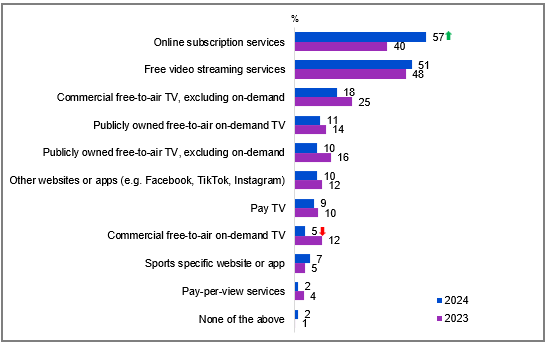 %
Online subscription services 57
40
Free video streaming services 51
48
Commercial free-to-air TV, excluding on-demand 18
25
Publicly owned free-to-air on-demand TV 11
14
Publicly owned free-to-air TV, excluding on-demand 10
16
Other websites or apps (e.g. Facebook, TikTok, Instagram) 10
12
Pay TV 9
10
Commercial free-to-air on-demand TV 5
12
Sports specific website or app 7
5
Pay-per-view services 2
4
None of the above 2
1
2024
2023